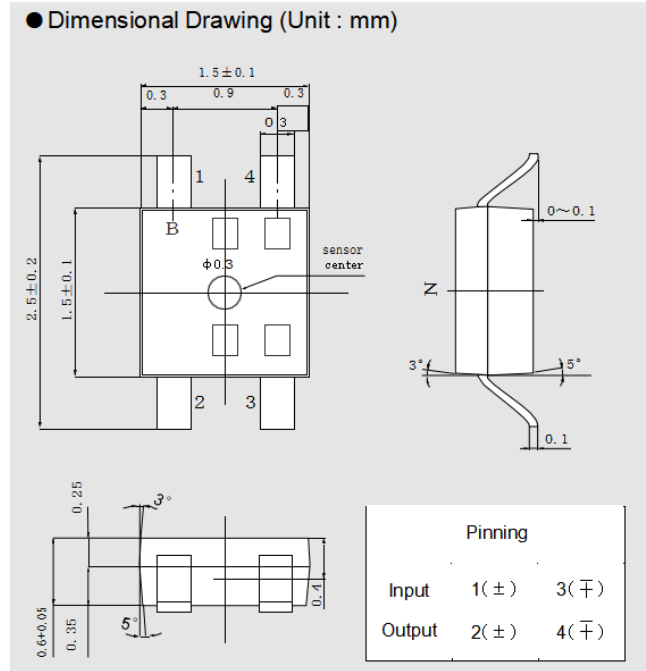 ● Dimensional Drawing (Unit : mm)
1.5±0.1
0.3 0.9 0.3
0.3
1 4
B
0~0.1
sensor
center
φ0.3
2.5±0.2
1.5±0.1
N
3° 5°
2 3
0.1
0.25
3°
0.6+0.05
0.35
5°
0.4
Pinning
Input 1(±) 3(∓)
Output 2(±) 4(∓)